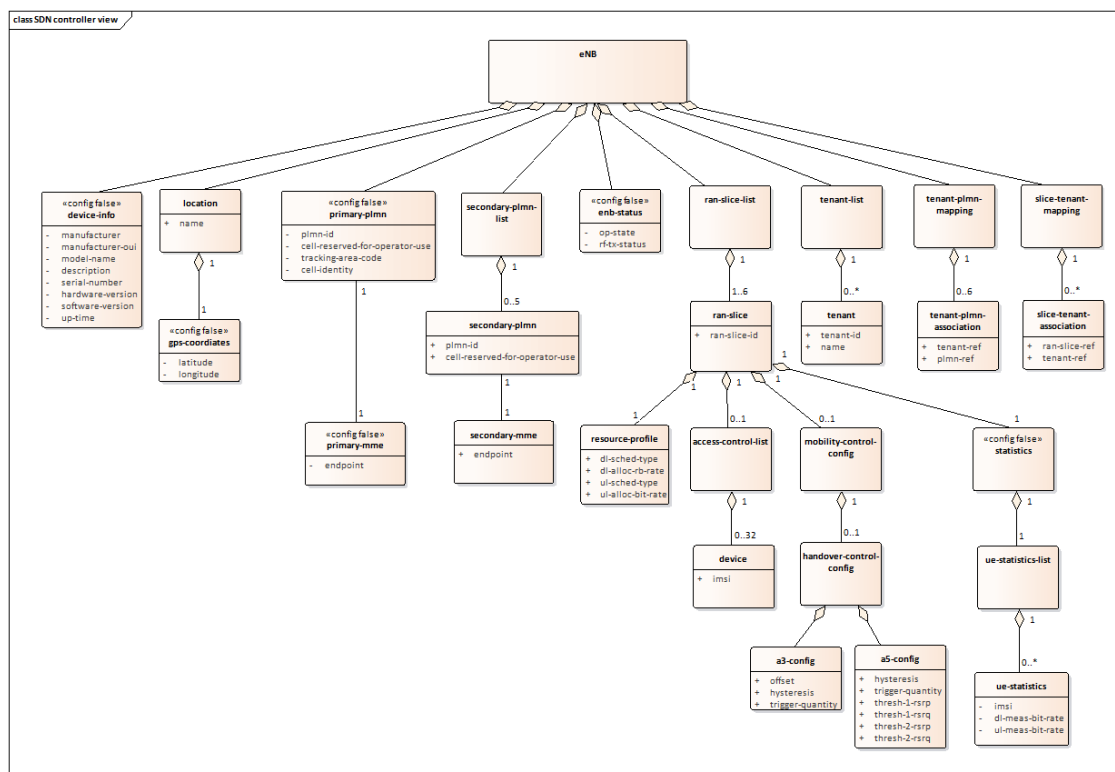 class SDN controller view
eNB
«config false»
device-info
- manufacturer
- manufacturer-oui
- model-name
- description
- serial-number
- hardware-version
- software-version
- up-time
location
+ name
1
1
«config false»
gps-coordiates
- latitude
- longitude
«config false»
primary-plmn
- plmn-id
- cell-reserved-for-operator-use
- tracking-area-code
- cell-identity
1
1
«config false»
primary-mme
- endpoint
secondary-plmn-
list
1
0..5
secondary-plmn
+ plmn-id
+ cell-reserved-for-operator-use
1
1
secondary-mme
+ endpoint
«config false»
enb-status
- op-state
- rf-tx-status
ran-slice-list
1
1..6
ran-slice
+ ran-slice-id
1
1
1
1
tenant-list
1
0..*
tenant
+ tenant-id
+ name
tenant-plmn-
mapping
1
0..6
tenant-plmn-
association
+ tenant-ref
+ plmn-ref
slice-tenant-
mapping
1
0..*
slice-tenant-
association
+ ran-slice-ref
+ tenant-ref
1
resource-profile
+ dl-sched-type
+ dl-alloc-rb-rate
+ ul-sched-type
+ ul-alloc-bit-rate
0..1
access-control-list
1
0..32
device
+ imsi
0..1
mobility-control-
config
1
0..1
handover-control-
config
a3-config
+ offset
+ hysteresis
+ trigger-quantity
a5-config
+ hysteresis
+ trigger-quantity
+ thresh-1-rsrp
+ thresh-1-rsrq
+ thresh-2-rsrp
+ thresh-2-rsrq
1
«config false»
statistics
1
1
ue-statistics-list
1
0..*
ue-statistics
- imsi
- dl-meas-bit-rate
- ul-meas-bit-rate